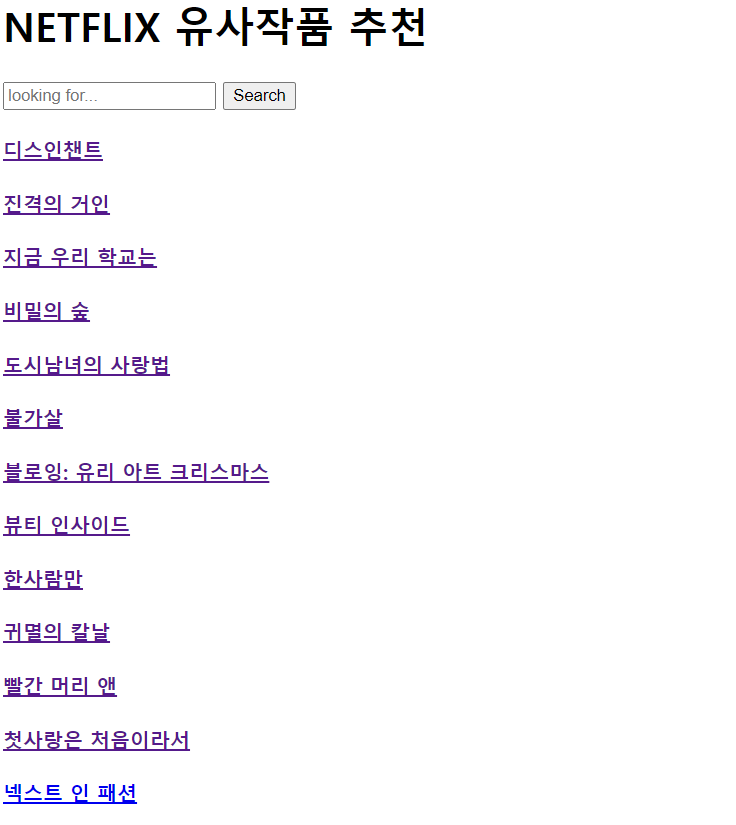 NETFLIX 유사작품 추천
looking for...
Search
디스인챈트
진격의 거인
지금 우리 학교는
비밀의 숲
도시남녀의 사랑법
불가살
블로잉: 유리 아트 크리스마스
뷰티 인사이드
한사람만
귀멸의 칼날
빨간 머리 앤
첫사랑은 처음이라서
넥스트 인 패션